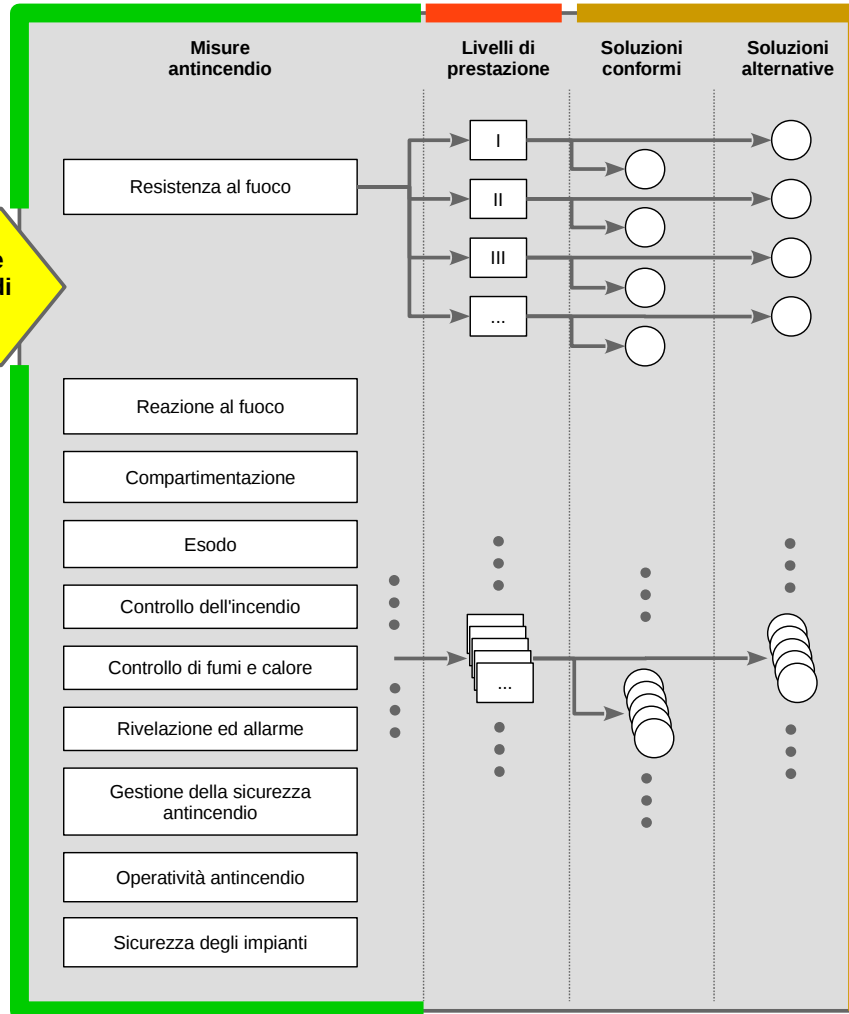 Misure
antincendio
Livelli di
prestazione
Soluzioni
conformi
Soluzioni
alternative
Resistenza al fuoco
I
II
III
...
Reazione al fuoco
Compartimentazione
Esodo
Controllo dell'incendio
Controllo di fumi e calore
...
Rivelazione ed allarme
Gestione della sicurezza
antincendio
Operatività antincendio
Sicurezza degli impianti